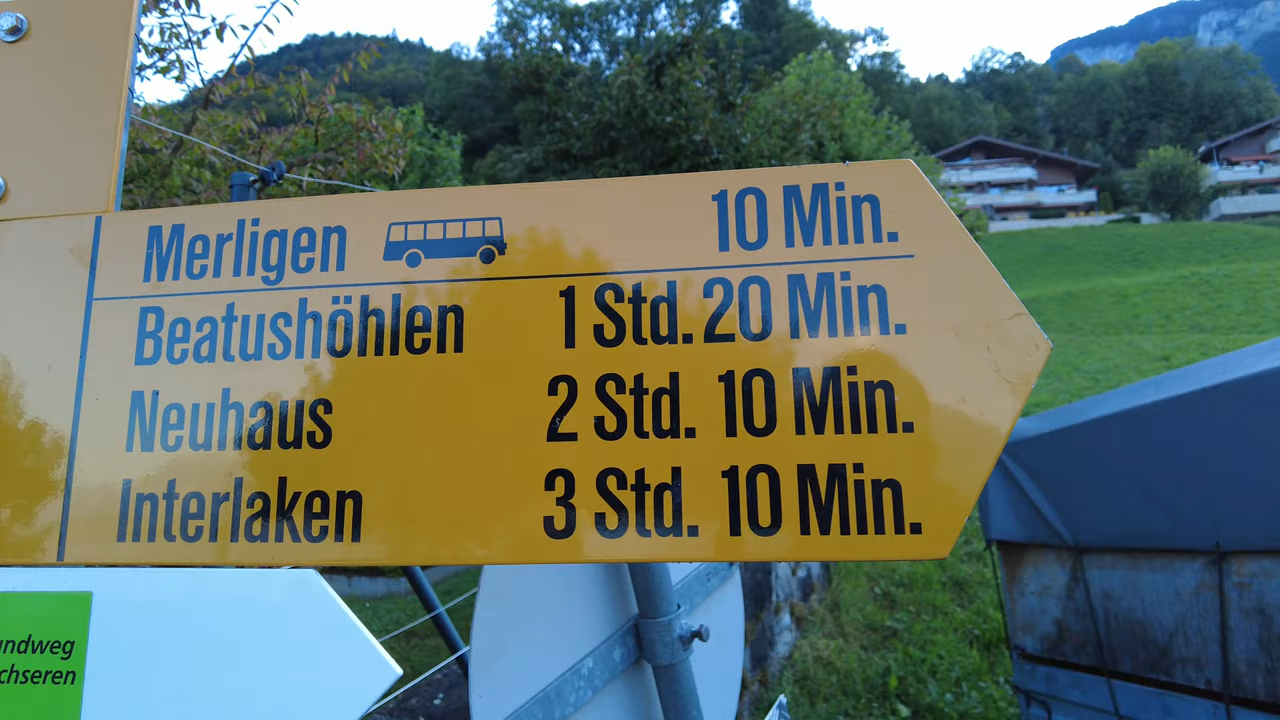 Merligen 10 Min.
Beatushöhlen 1 Std. 20 Min.
Neuhaus 2 Std. 10 Min.
Interlaken 3 Std. 10 Min.